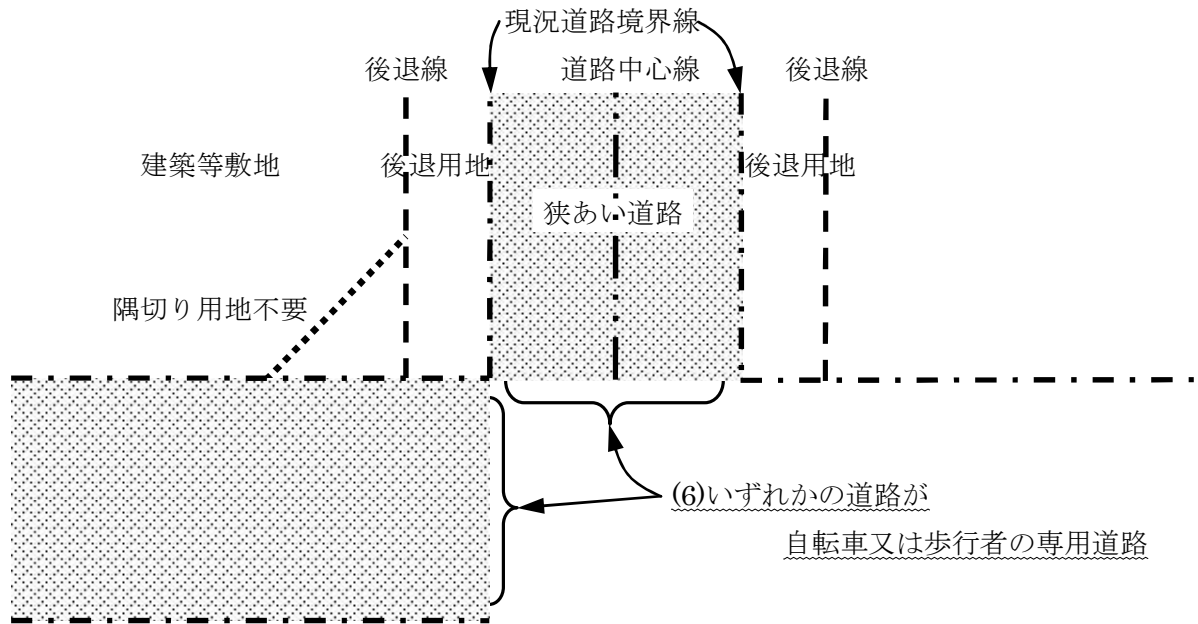 現況道路境界線
後退線
道路中心線
後退線
建築等敷地
後退用地
後退用地
狭あい道路
隅切り用地不要
(6)いずれかの道路が
自転車又は歩行者の専用道路